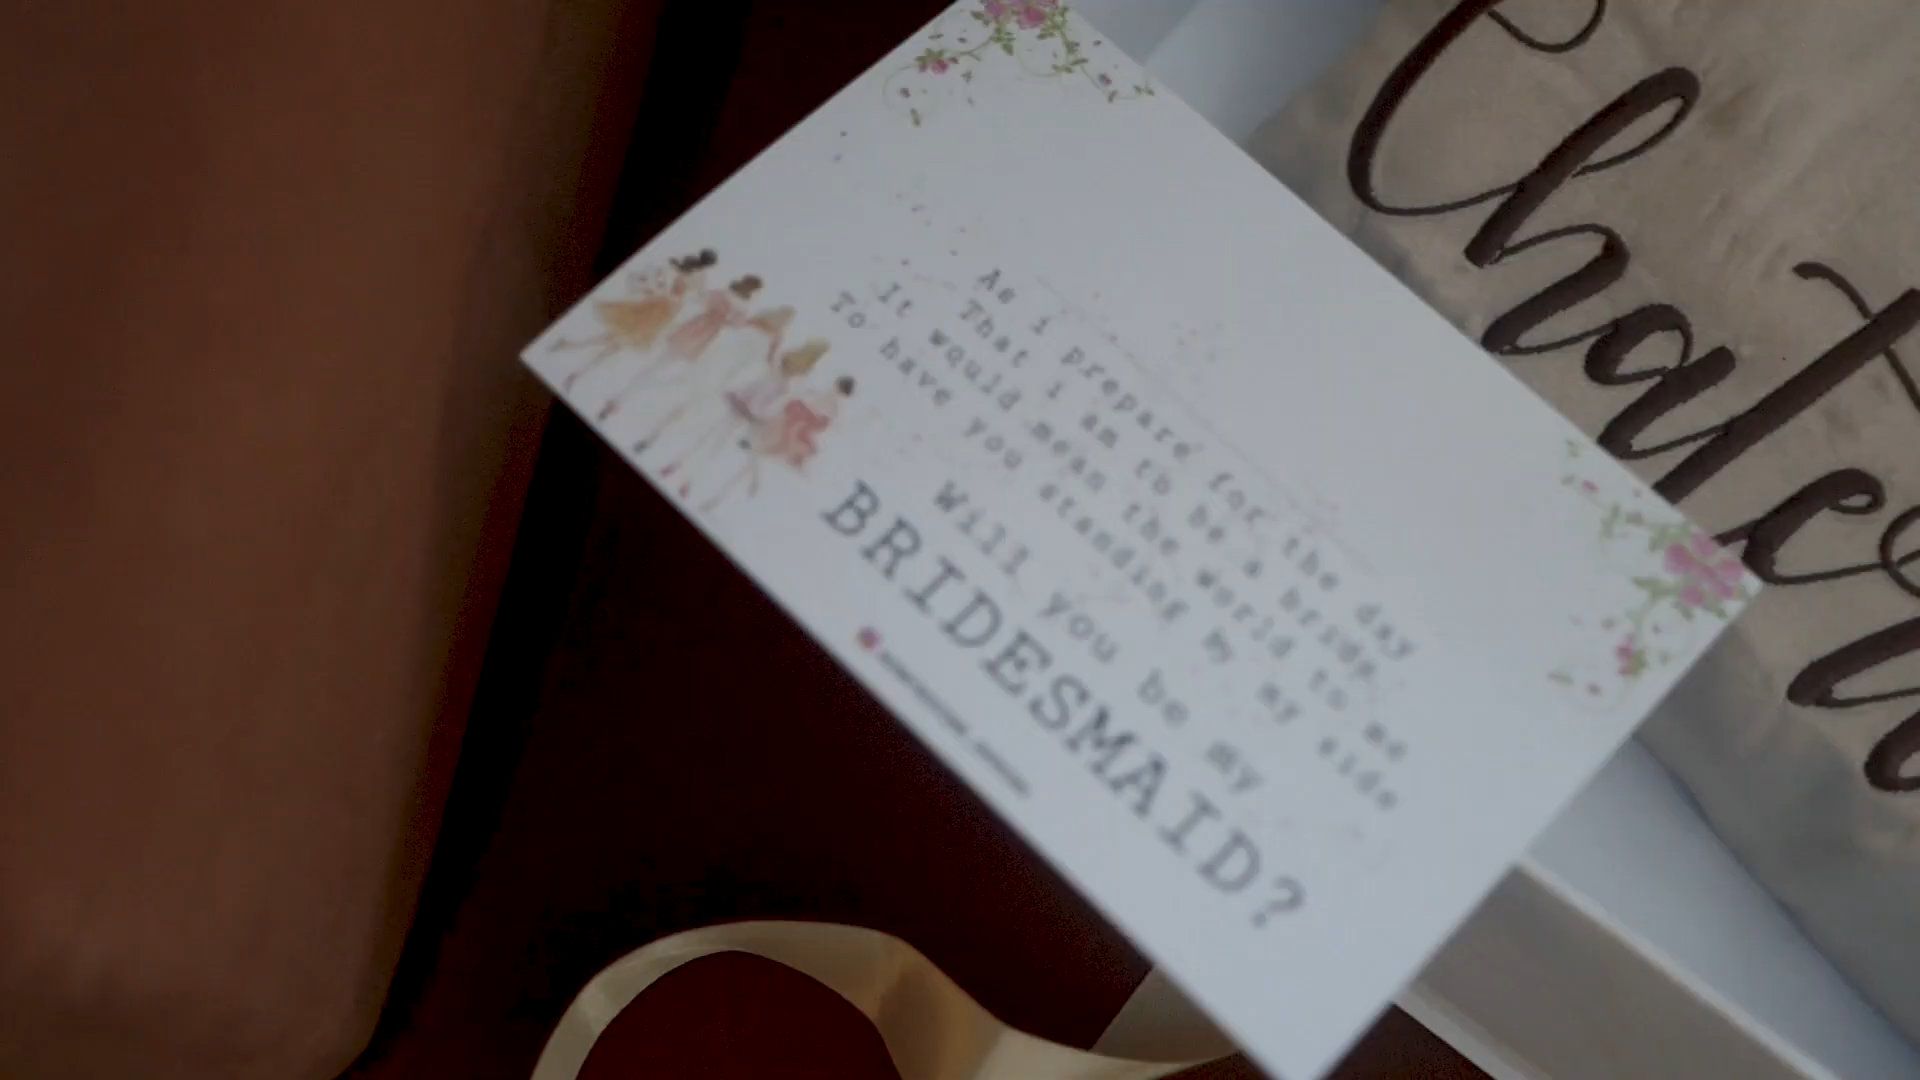 As i prepare for the day
That i am to be a bride,
It would mean the world to me
To have you standing by my side
Will you be my
BRIDESMAID?